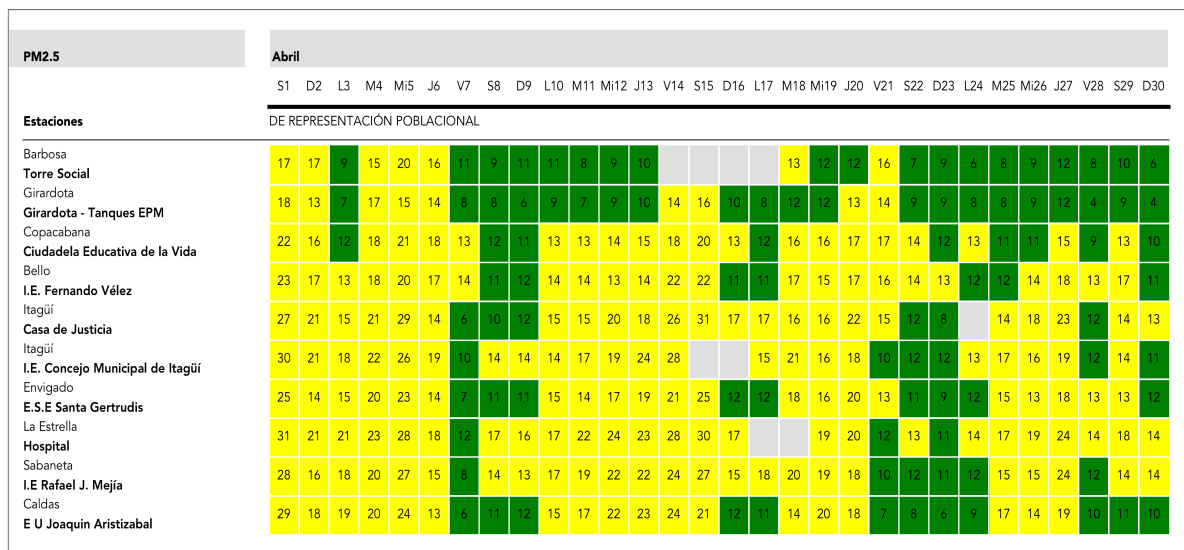 PM2.5 Abril
S1 D2 L3 M4 Mi5 J6 V7 S8 D9 L10 M11 Mi12 J13 V14 S15 D16 L17 M18 Mi19 J20 V21 S22 D23 L24 M25 Mi26 J27 V28 S29 D30
Estaciones DE REPRESENTACIÓN POBLACIONAL
Barbosa
Torre Social 17 17 9 15 20 16 11 9 11 11 8 9 10 13 12 12 16 7 9 6 8 9 12 8 10 6
Girardota
Girardota - Tanques EPM 18 13 7 17 15 14 8 8 6 9 7 9 10 14 16 10 8 12 12 13 14 9 9 8 8 9 12 4 9 4
Copacabana
Ciudadela Educativa de la Vida 22 16 12 18 21 18 13 12 11 13 13 14 15 18 20 13 12 16 16 17 17 14 12 13 11 11 15 9 13 10
Bello
I.E. Fernando Vélez 23 17 13 18 20 17 14 11 12 14 14 13 14 22 22 11 11 17 15 17 16 14 13 12 12 14 18 13 17 11
Itagüí
Casa de Justicia 27 21 15 21 29 14 6 10 12 15 15 20 18 26 31 17 17 16 16 22 15 12 8 14 18 23 12 14 13
Itagüí
I.E. Concejo Municipal de Itagüí 30 21 18 22 26 19 10 14 14 14 17 19 24 28 15 21 16 18 10 12 12 13 17 16 19 12 14 11
Envigado
E.S.E Santa Gertrudis 25 14 15 20 23 14 7 11 11 15 14 17 19 21 25 12 12 18 16 20 13 11 9 12 15 13 18 13 13 12
La Estrella
Hospital 31 21 21 23 28 18 12 17 16 17 22 24 23 28 30 17 19 20 12 13 11 14 17 19 24 14 18 14
Sabaneta
I.E Rafael J. Mejía 28 16 18 20 27 15 8 14 13 17 19 22 22 24 27 15 18 20 19 18 10 12 11 12 15 15 24 12 14 14
Caldas
E U Joaquin Aristizabal 29 18 19 20 24 13 6 11 12 15 17 22 23 24 21 12 11 14 20 18 7 8 6 9 17 14 19 10 11 10